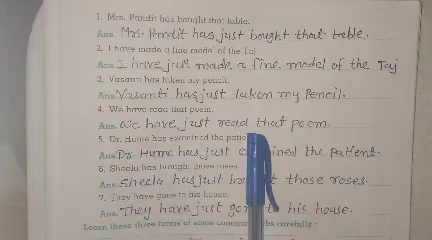 1. Mrs. Pandit has bought that table.
Ans. Mrs. Pandit has just bought that table.
2. I have made a fine model of the Taj
Ans. I have just made a fine model of the Taj
3. Vasanti has taken my pencil.
Ans. Vasanti has just taken my Pencil.
4. We have read that poem.
Ans. We have just read that poem.
5. Dr. Hume has examined the
Ans. Dr. Hume has just the patient.
6. Sheela has brought those roses.
Ans. Sheela has just those roses.
7. They have gone to his house.
Ans. They have just his house.
Learn these three forms of some common carefully: